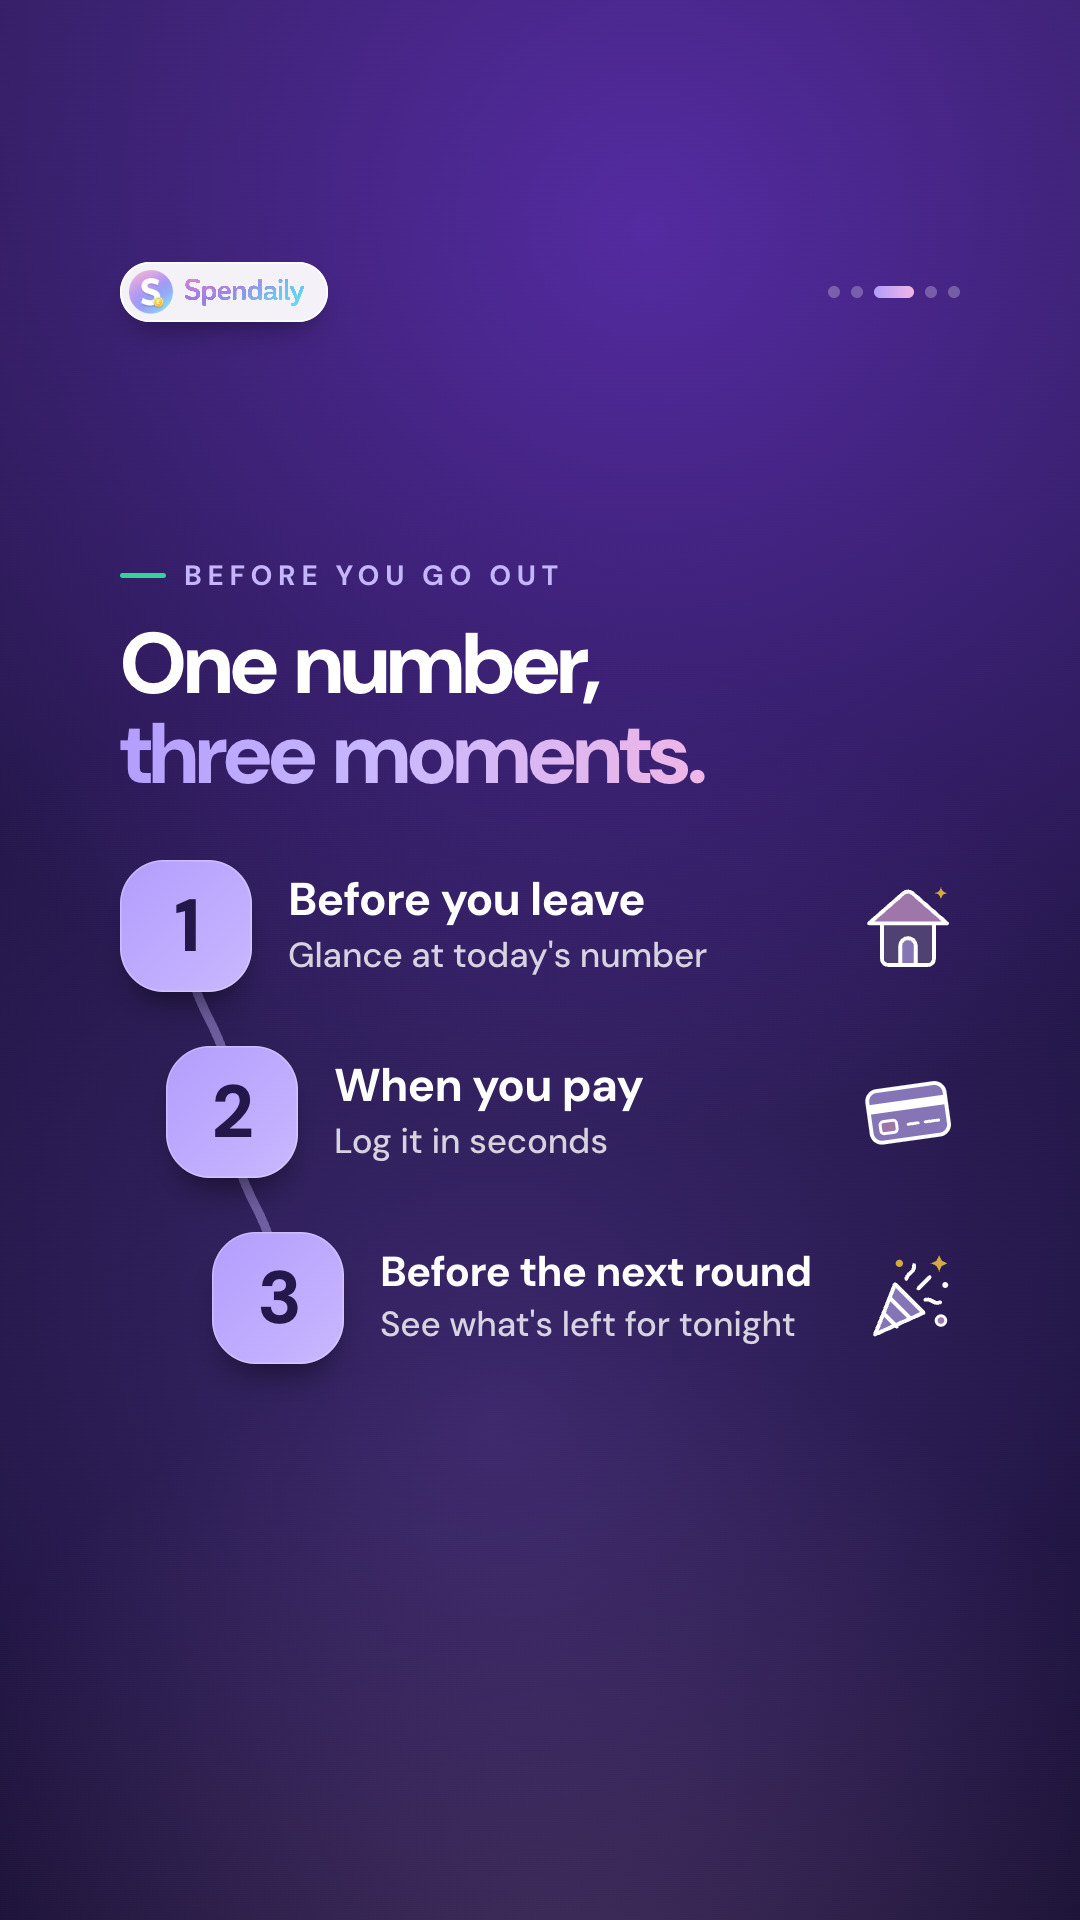 Spendaily
BEFORE YOU GO OUT
One number,
three moments.
1
Before you leave
Glance at today's number
2
When you pay
Log it in seconds
3
Before the next round
See what's left for tonight